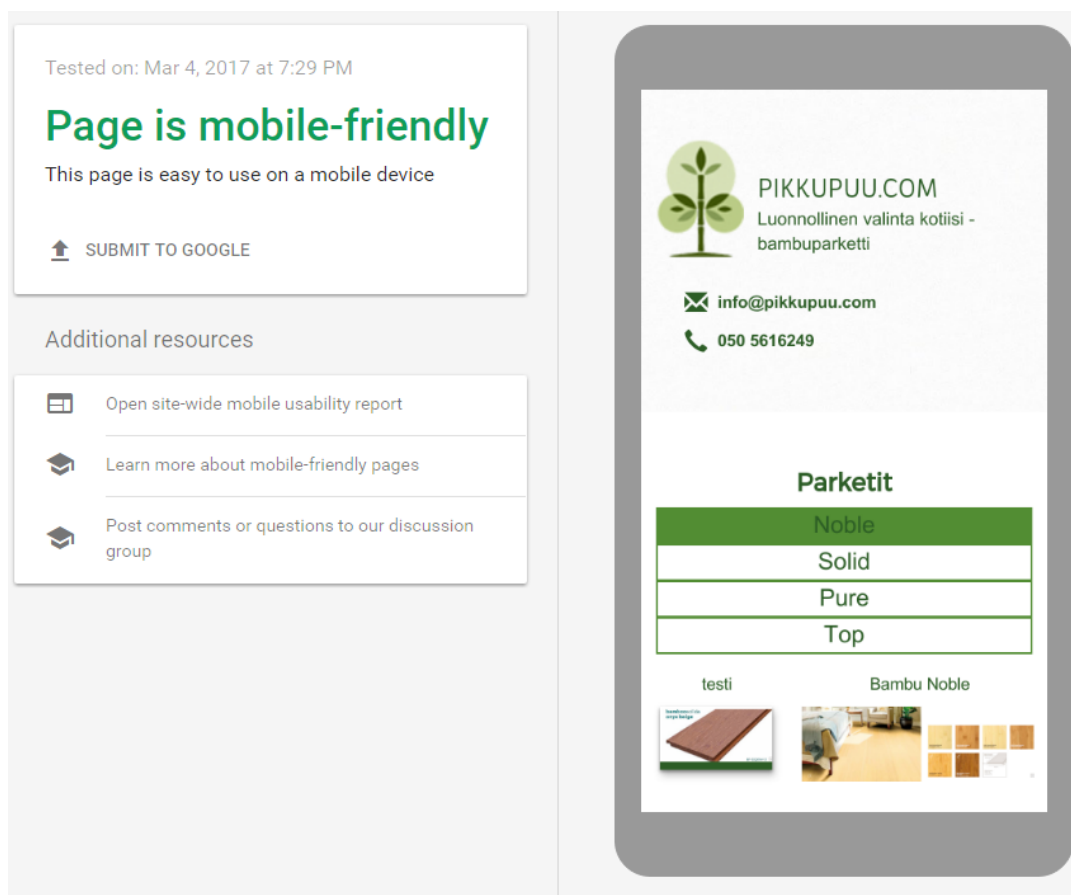 Tested on: Mar 4, 2017 at 7:29 PM
Page is mobile-friendly
This page is easy to use on a mobile device
SUBMIT TO GOOGLE
Additional resources
Open site-wide mobile usability report
Learn more about mobile-friendly pages
Post comments or questions to our discussion
group
PIKKUPUU.COM
Luonnollinen valinta kotiisi -
bambuparketti
info@pikkupuu.com
050 5616249
Parketit
Noble
Solid
Pure
Top
testi
Bambu Noble